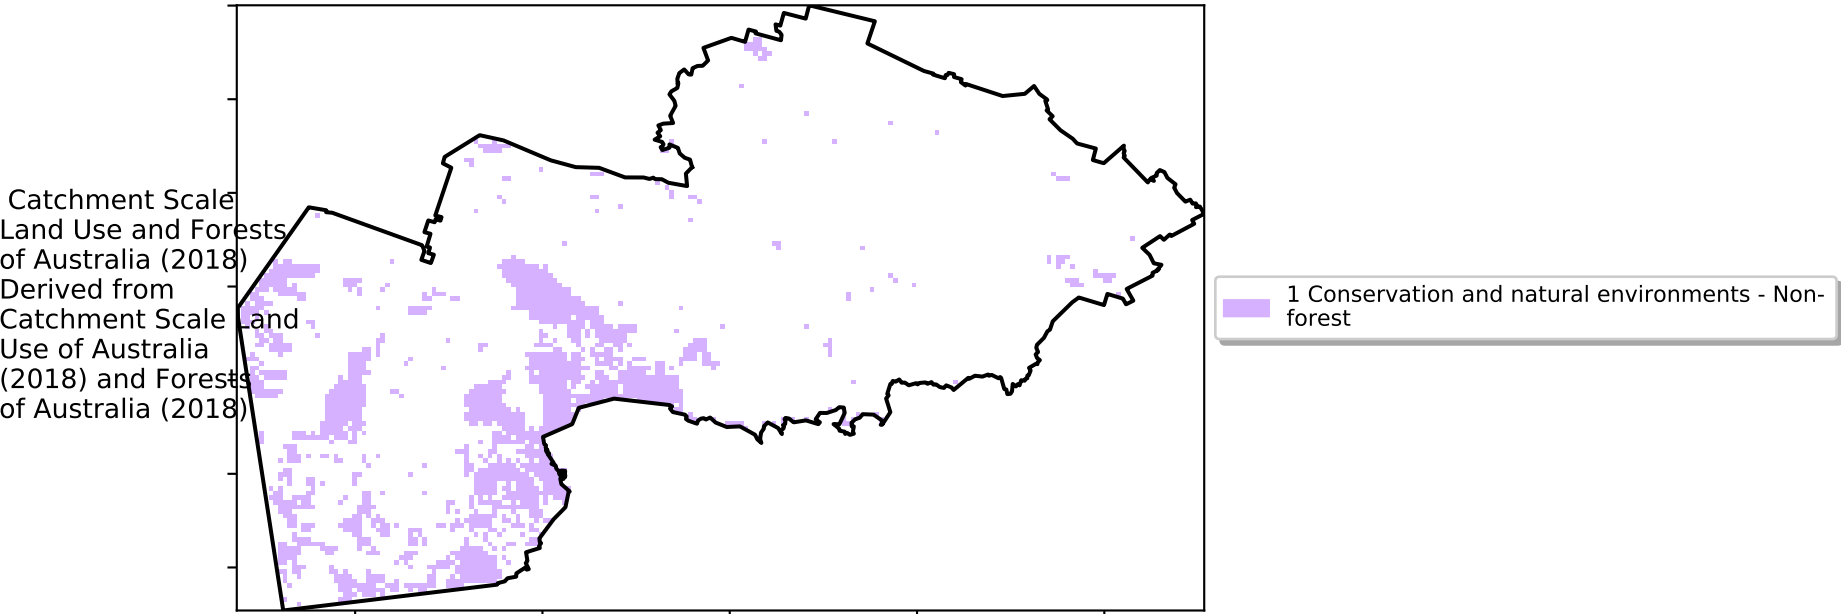 Catchment Scale
Land Use and Forests
of Australia (2018)
Derived from
Catchment Scale Land
Use of Australia
(2018) and Forests
of Australia (2018)
1 Conservation and natural environments - Non-
forest